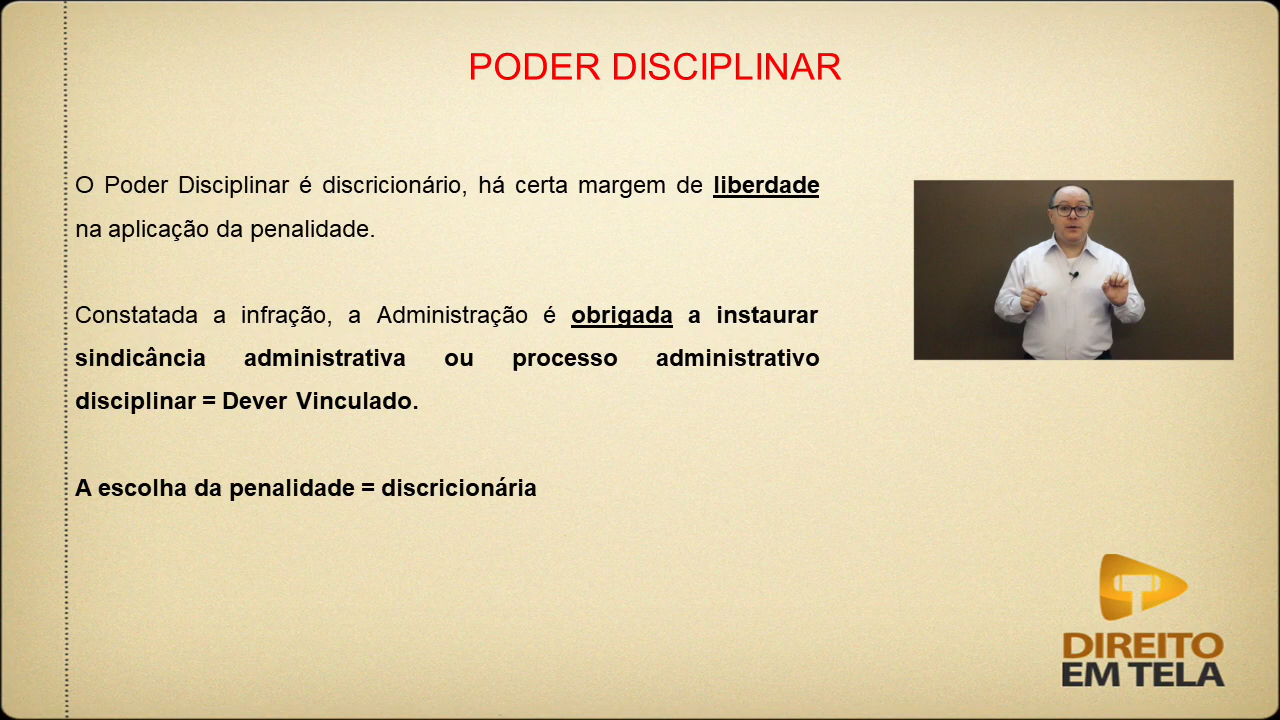 PODER DISCIPLINAR
O Poder Disciplinar é discricionário, há certa margem de liberdade
na aplicação da penalidade.
Constatada a infração, a Administração é obrigada a instaurar
sindicância administrativa ou processo administrativo
disciplinar = Dever Vinculado.
A escolha da penalidade = discricionária
DIREITO
EM TELA